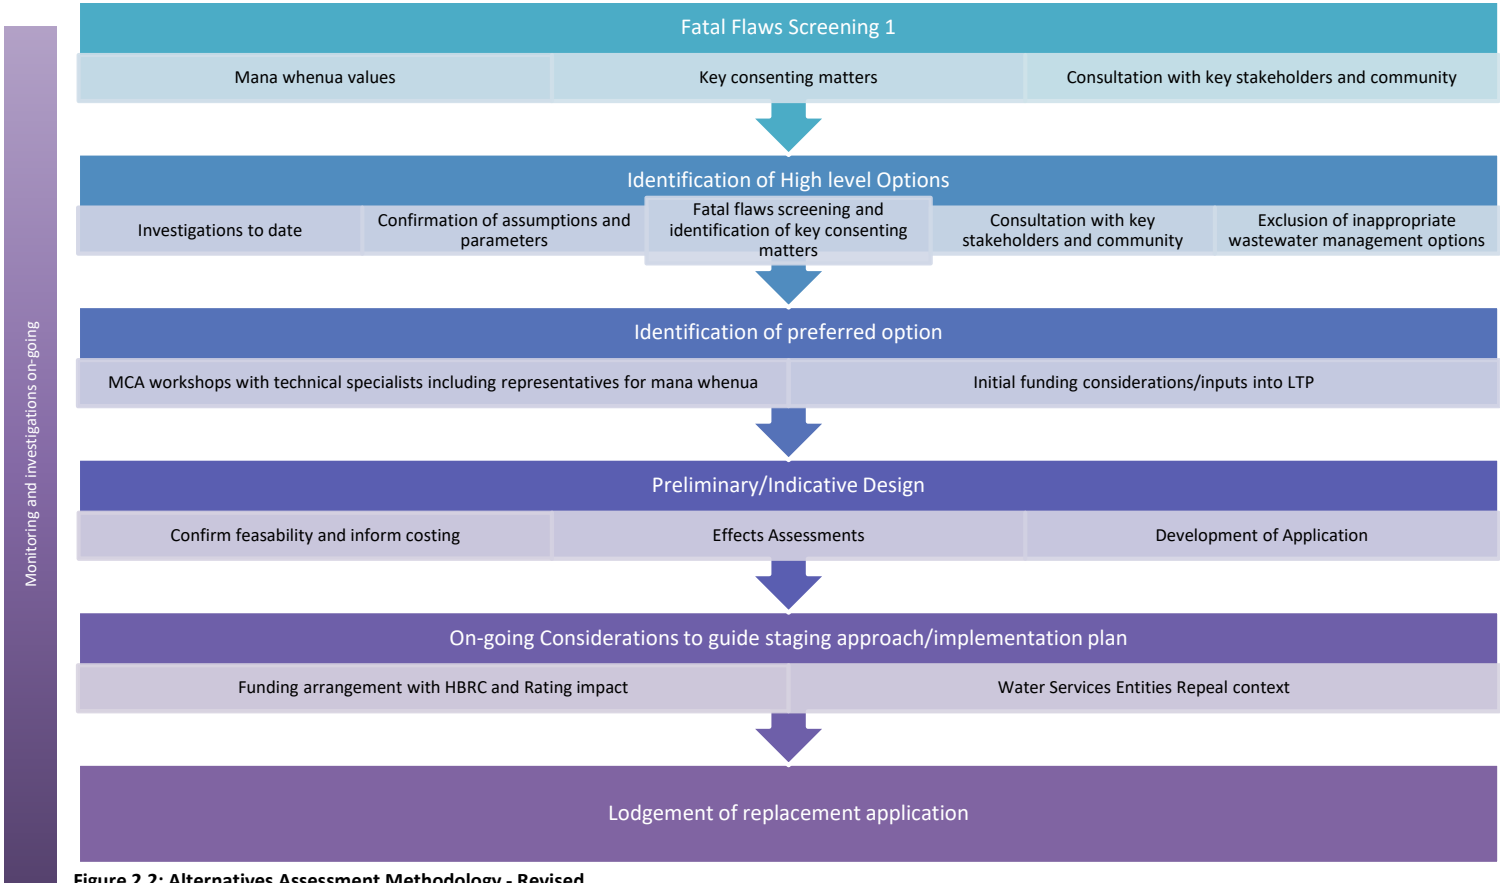 Monitoring and investigations on-going
Fatal Flaws Screening 1
Mana whenua values
Key consenting matters
Consultation with key stakeholders and community
Identification of High level Options
Investigations to date
Confirmation of assumptions and
parameters
Fatal flaws screening and
identification of key consenting
matters
Consultation with key
stakeholders and community
Exclusion of inappropriate
wastewater management options
Identification of preferred option
MCA workshops with technical specialists including representatives for mana whenua
Initial funding considerations/inputs into LTP
Preliminary/Indicative Design
Confirm feasability and inform costing
Effects Assessments
Development of Application
On-going Considerations to guide staging approach/implementation plan
Funding arrangement with HBRC and Rating impact
Water Services Entities Repeal context
Lodgement of replacement application
Figure 2.2: Alternatives Assessment Methodology - Revised